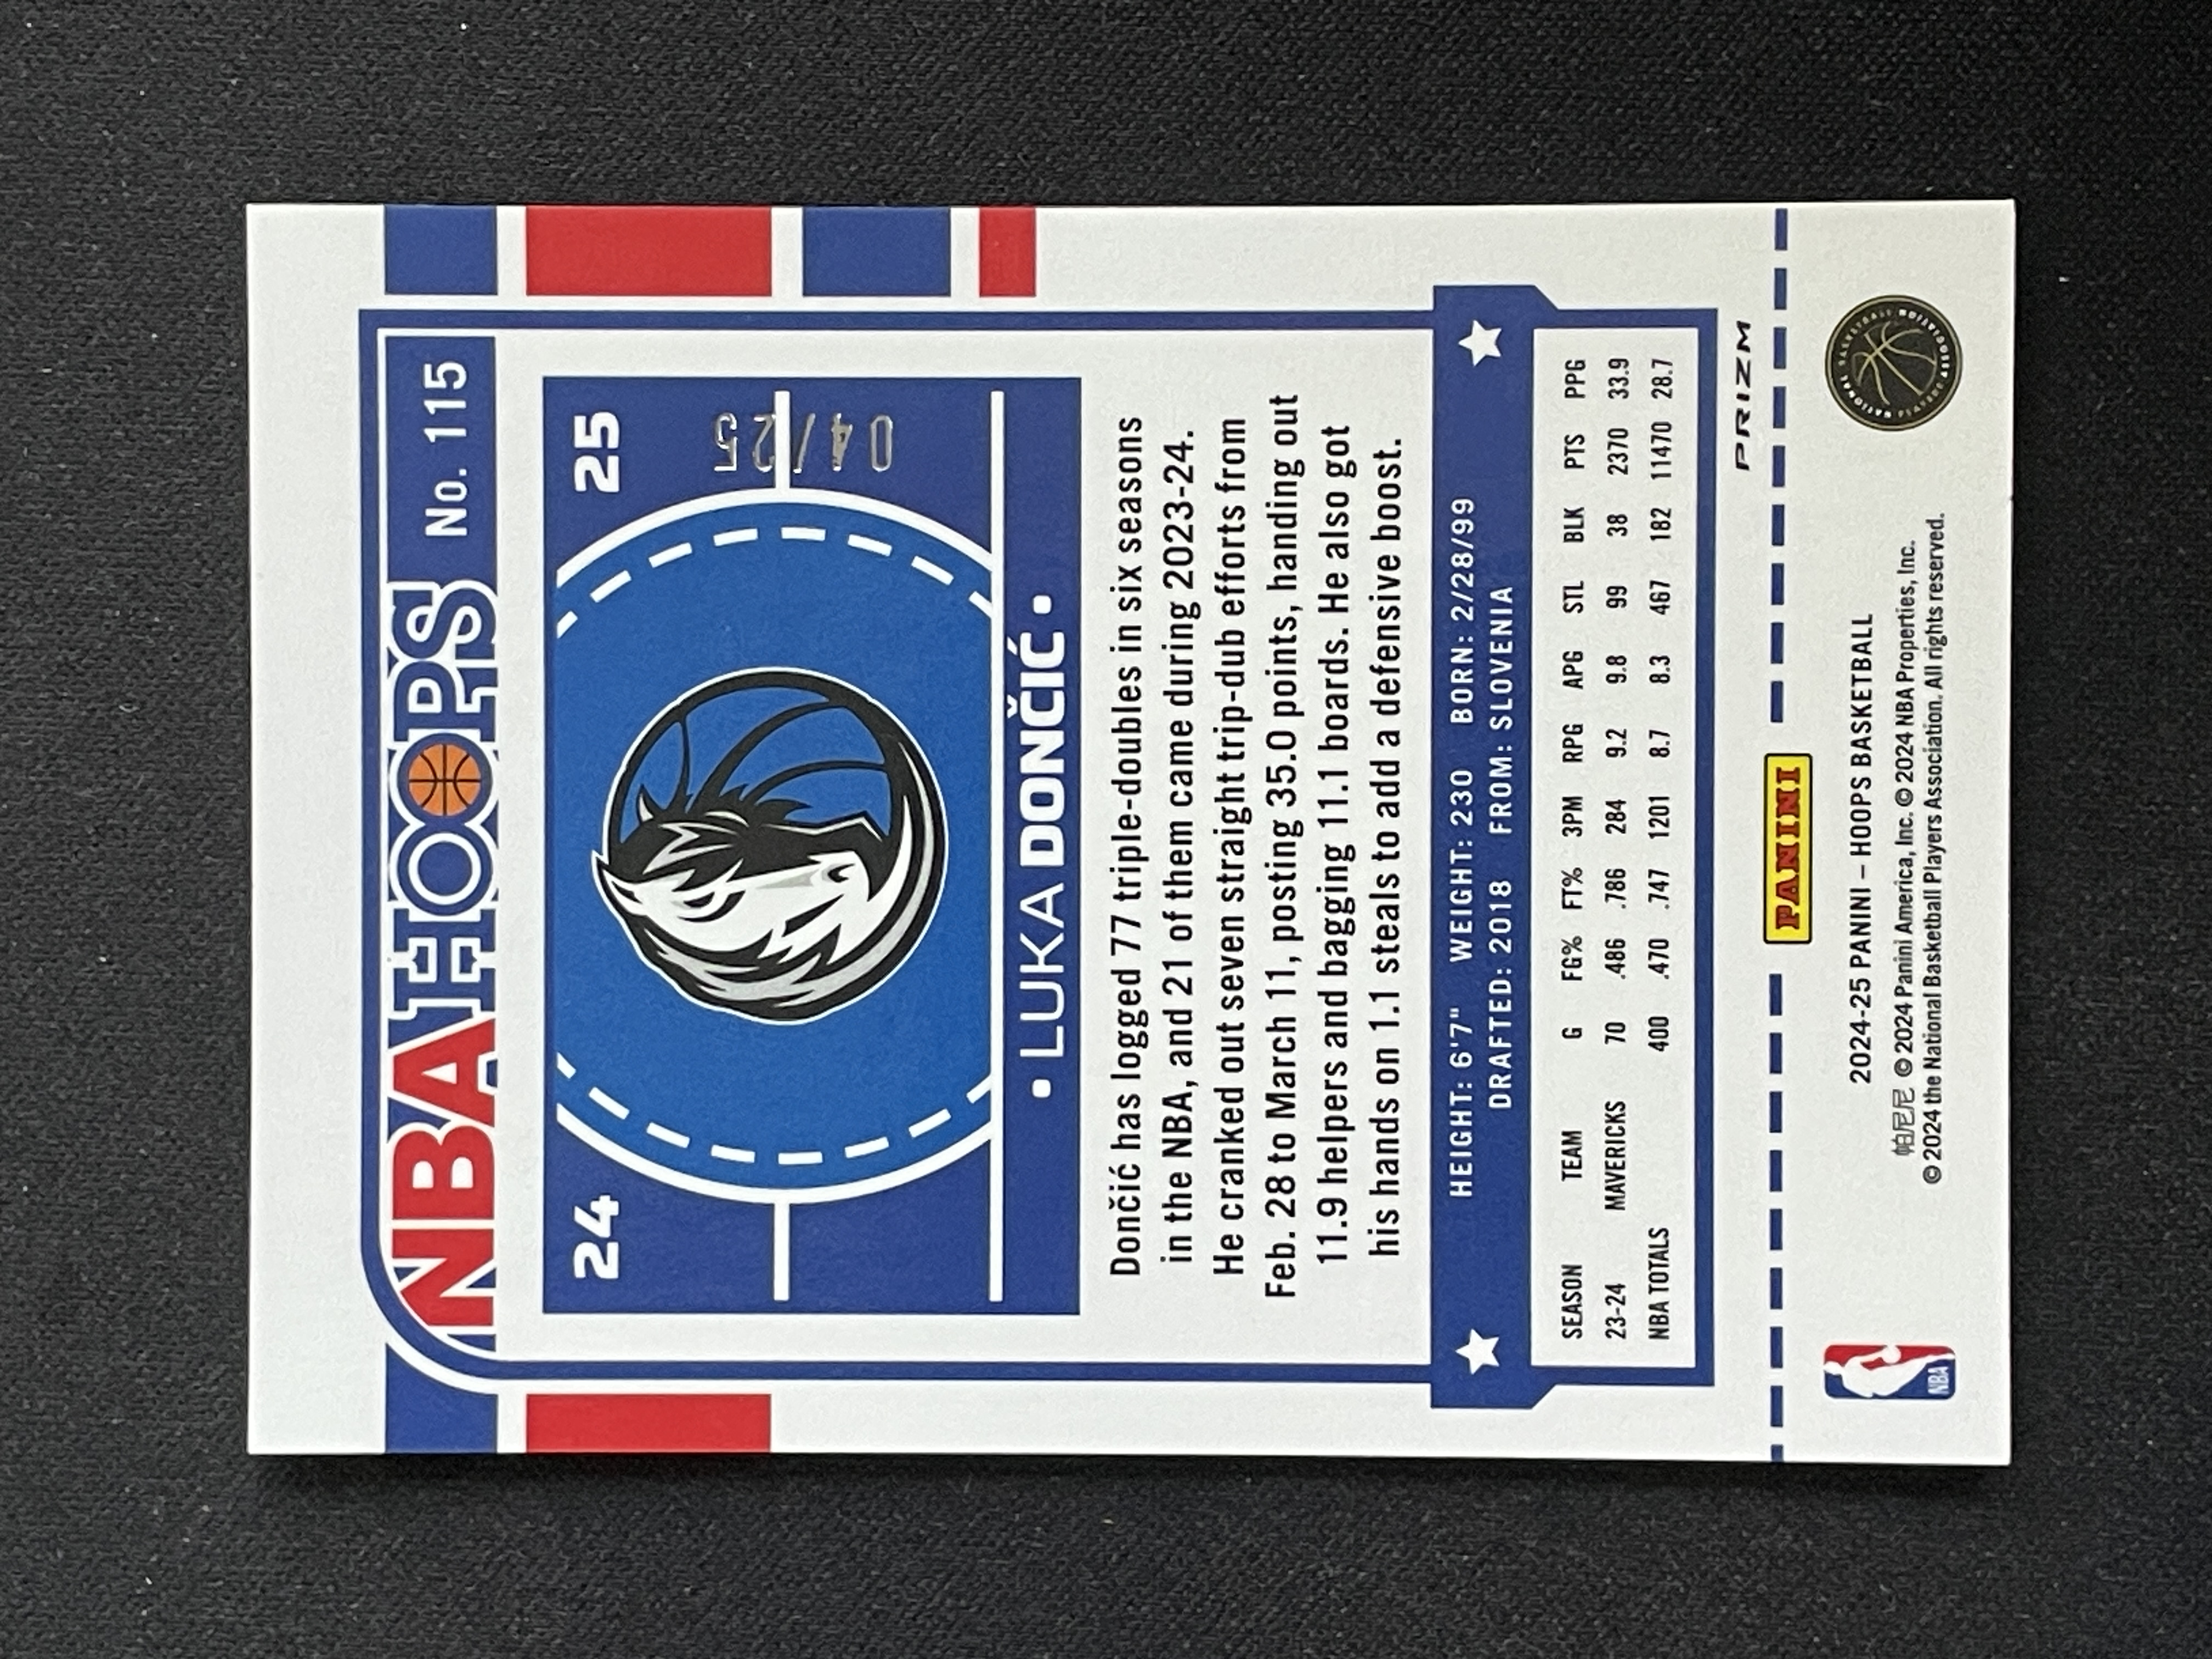 NBA HOOPS No. 115
24 25
04/25
• LUKA DONČIĆ •
Dončić has logged 77 triple-doubles in six seasons
in the NBA, and 21 of them came during 2023-24.
He cranked out seven straight trip-dub efforts from
Feb. 28 to March 11, posting 35.0 points, handing out
11.9 helpers and bagging 11.1 boards. He also got
his hands on 1.1 steals to add a defensive boost.
HEIGHT: 6'7" WEIGHT: 230 BORN: 2/28/99
DRAFTED: 2018 FROM: SLOVENIA
SEASON TEAM G FG% FT% 3PM RPG APG STL BLK PTS PPG
23-24 MAVERICKS 70 .486 .786 284 9.2 9.8 99 38 2370 33.9
NBA TOTALS 400 .470 .747 1201 8.7 8.3 467 182 11470 28.7
PRIZM
PANINI
2024-25 PANINI – HOOPS BASKETBALL
帕尼尼 © 2024 Panini America, Inc. © 2024 NBA Properties, Inc.
© 2024 the National Basketball Players Association. All rights reserved.
NBA
NATIONAL BASKETBALL PLAYERS ASSOCIATION